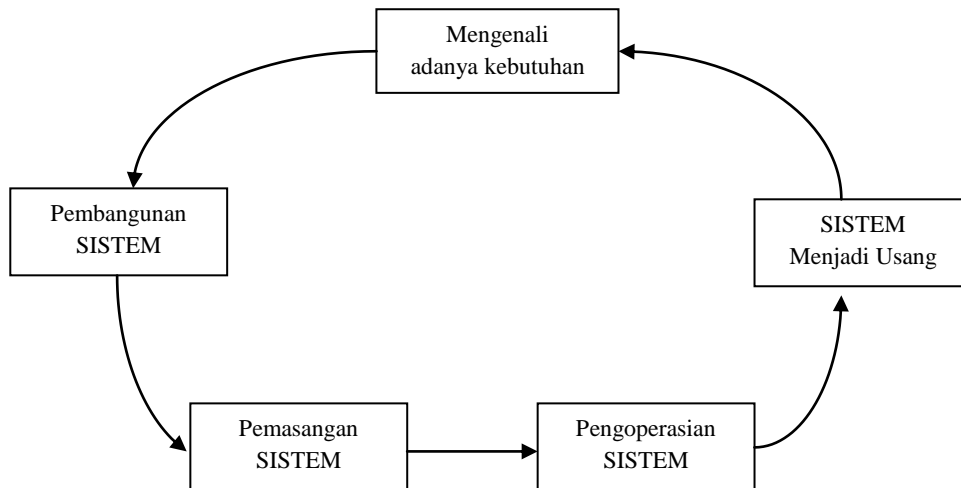 Mengenali
adanya kebutuhan
Pembangunan
SISTEM
SISTEM
Menjadi Usang
Pemasangan
SISTEM
Pengoperasian
SISTEM